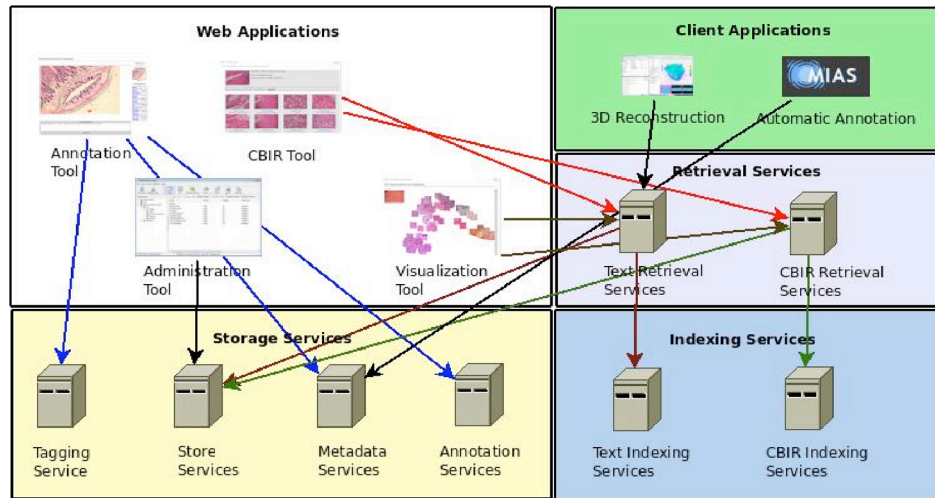 Web Applications
Annotation
Tool
CBIR Tool
Administration
Tool
Visualization
Tool
Client Applications
MIAS
3D Reconstruction
Automatic Annotation
Retrieval Services
Text Retrieval
Services
CBIR Retrieval
Services
Storage Services
Tagging
Service
Store
Services
Metadata
Services
Annotation
Services
Indexing Services
Text Indexing
Services
CBIR Indexing
Services